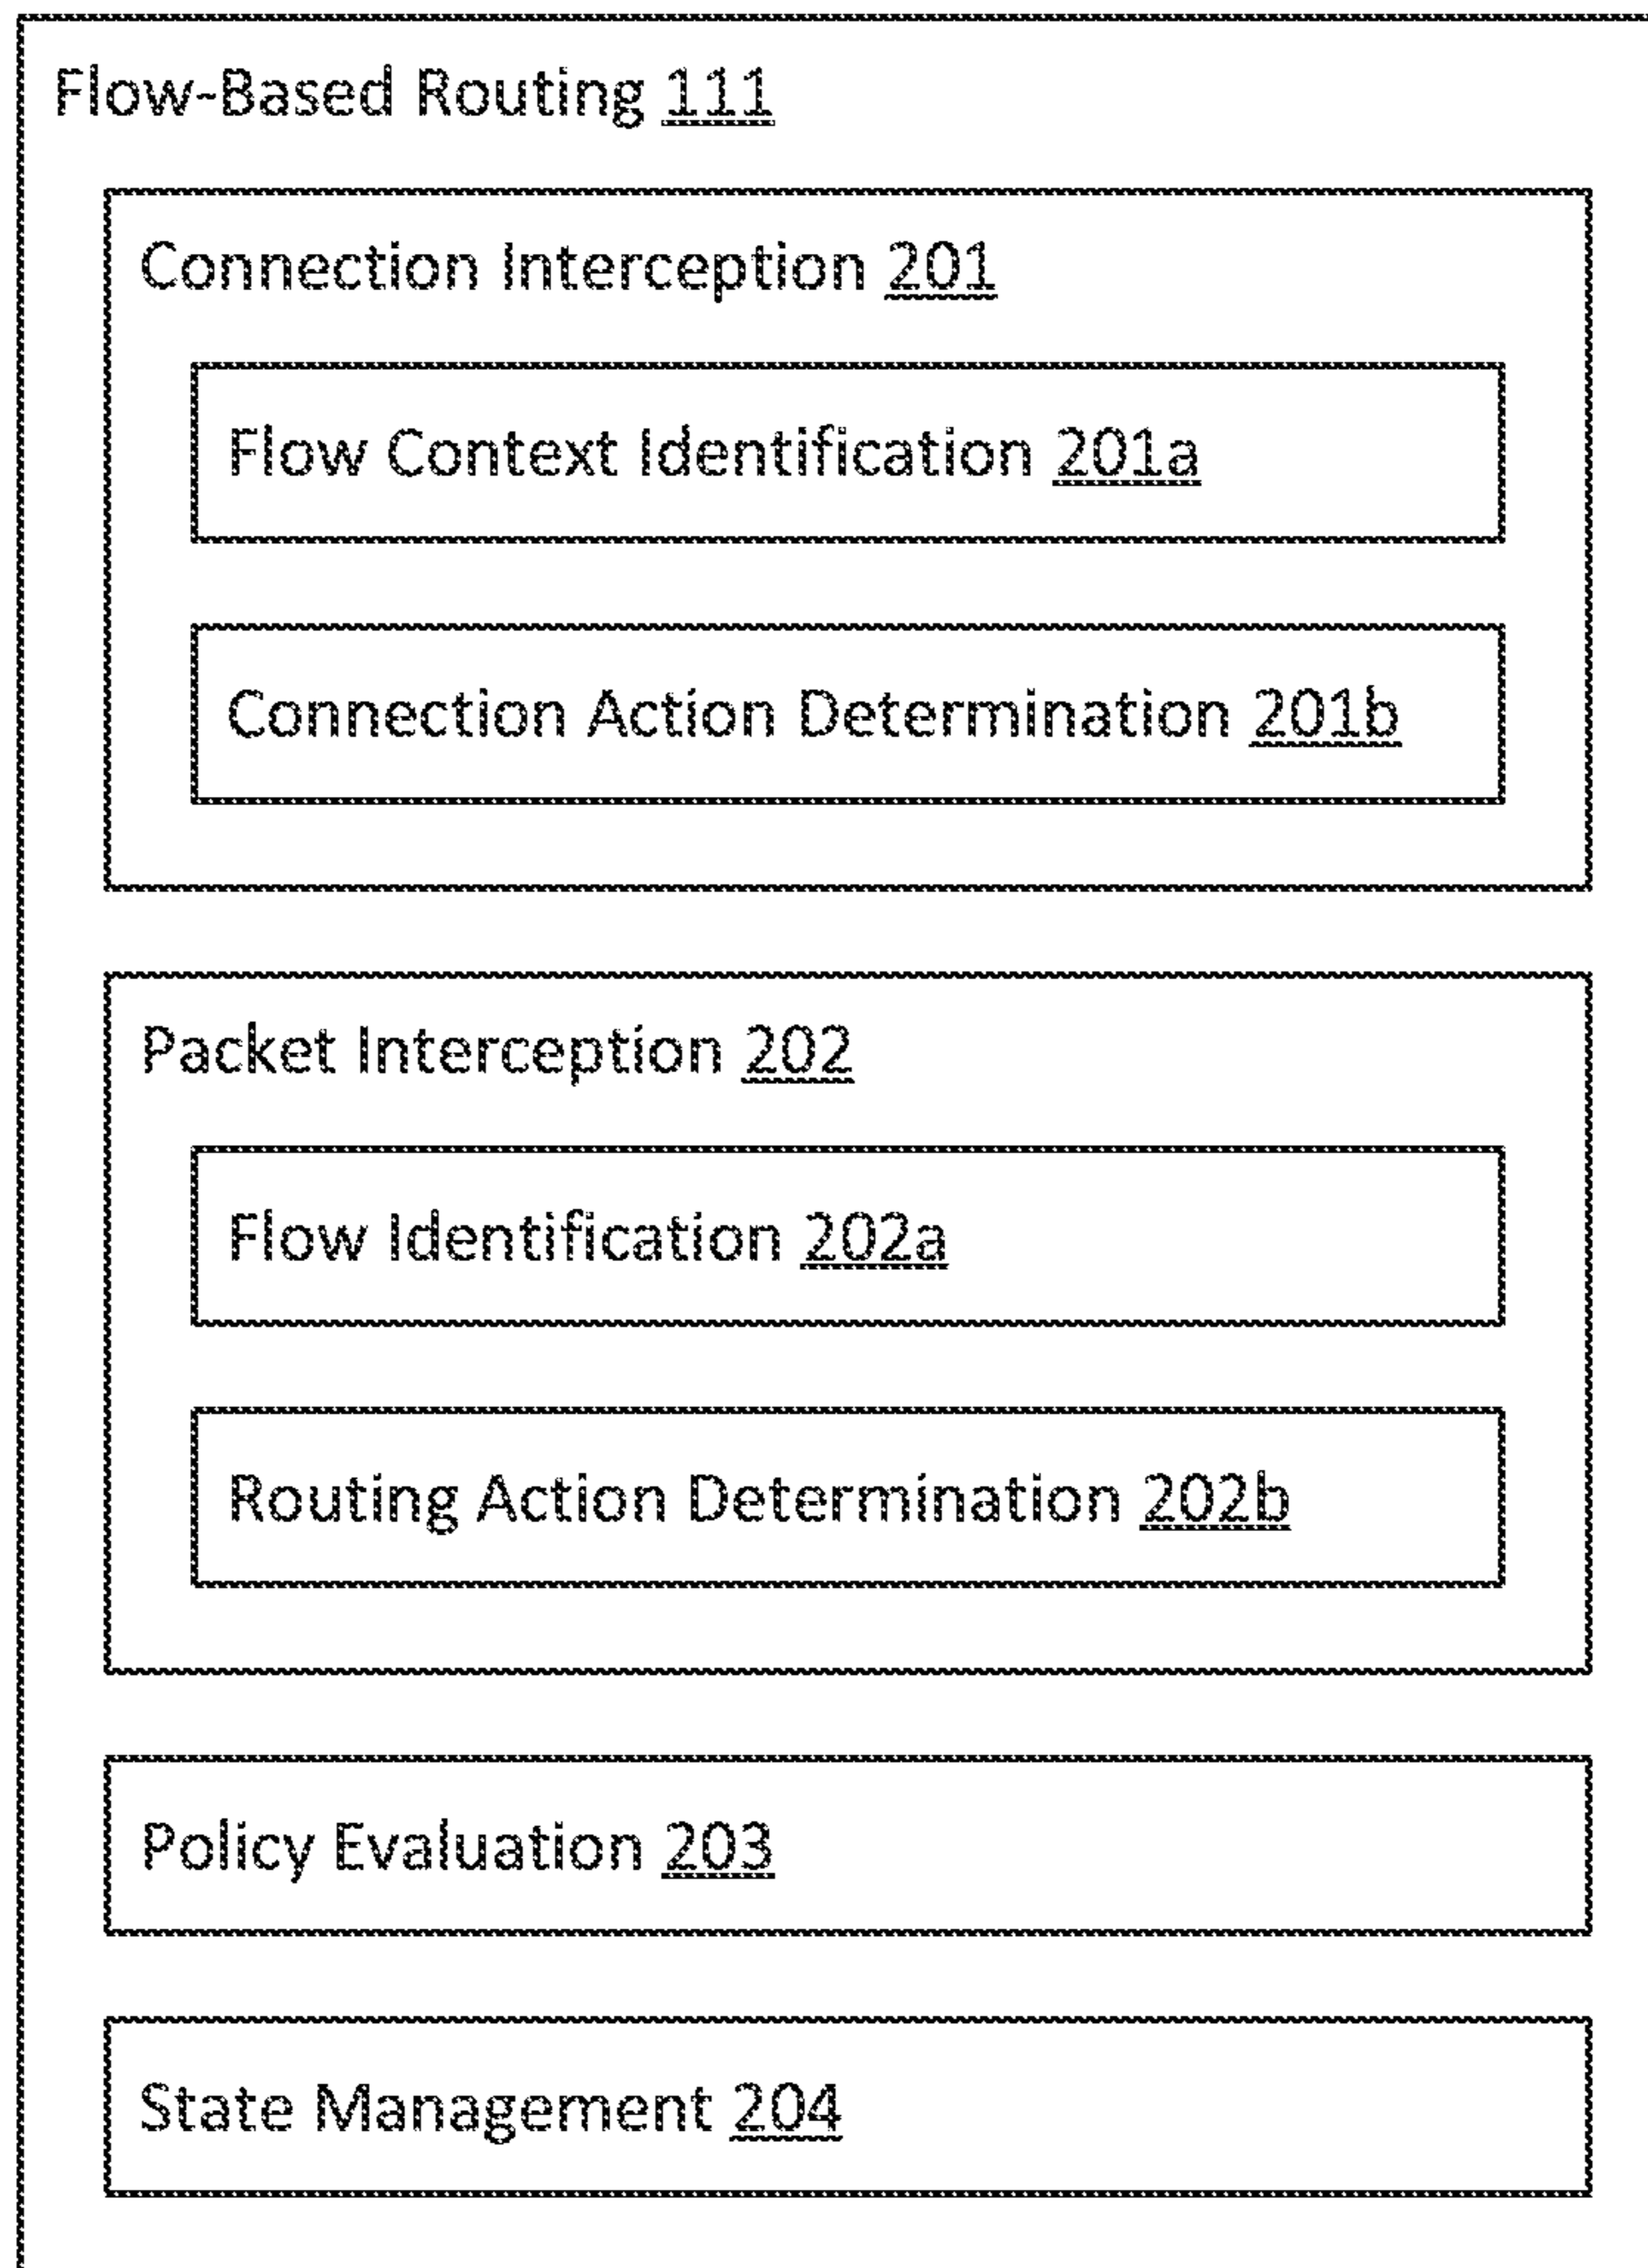 Flow-Based Routing 111
Connection Interception 201
Flow Context Identification 201a
Connection Action Determination 201b
Packet Interception 202
Flow Identification 202a
Routing Action Determination 202b
Policy Evaluation 203
State Management 204